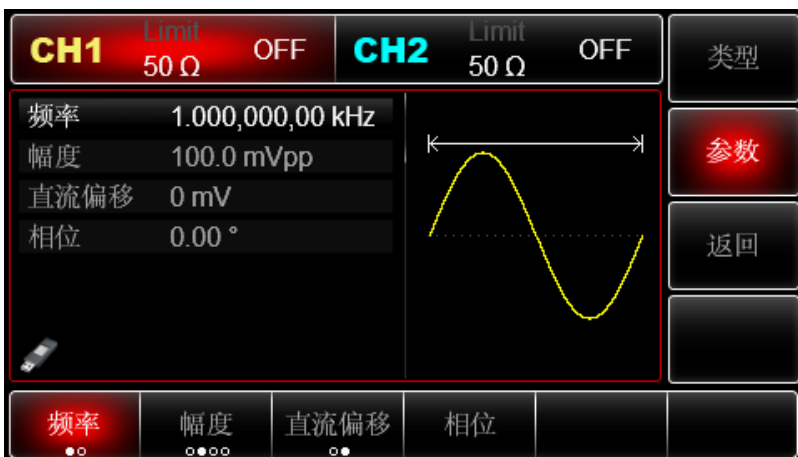 CH1 Limit 50 Ω OFF
CH2 Limit 50 Ω OFF
类型
频率 1.000,000,00 kHz
幅度 100.0 mVpp
直流偏移 0 mV
相位 0.00 °
参数
返回
频率 幅度 直流偏移 相位